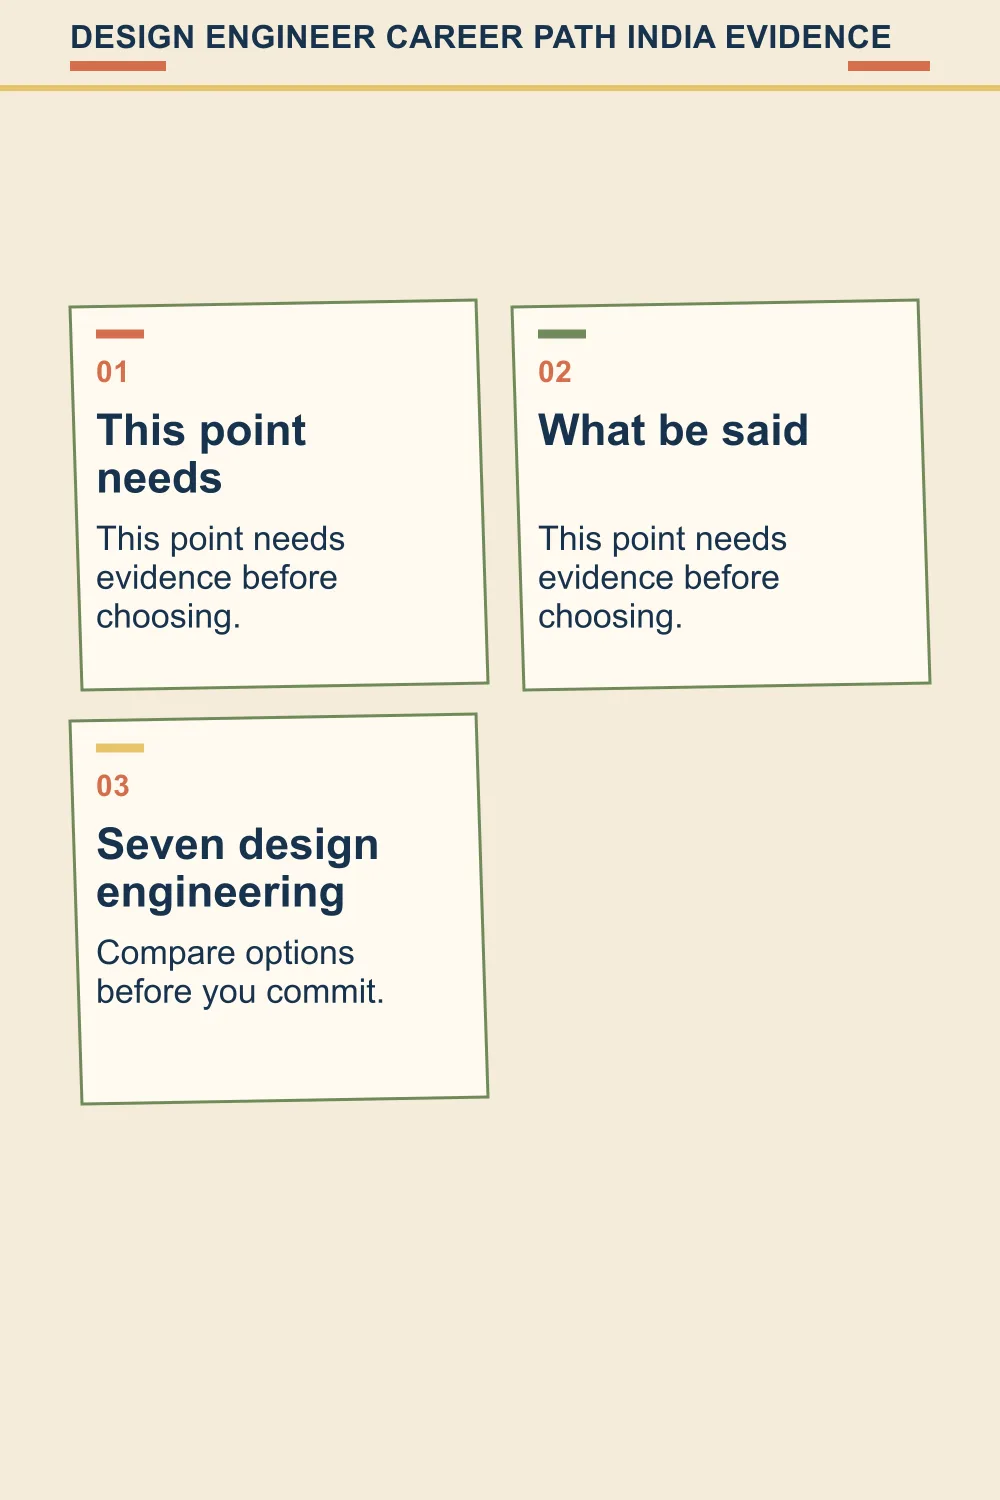 DESIGN ENGINEER CAREER PATH INDIA EVIDENCE
01
This point
needs
This point needs
evidence before
choosing.
02
What be said
This point needs
evidence before
choosing.
03
Seven design
engineering
Compare options
before you commit.